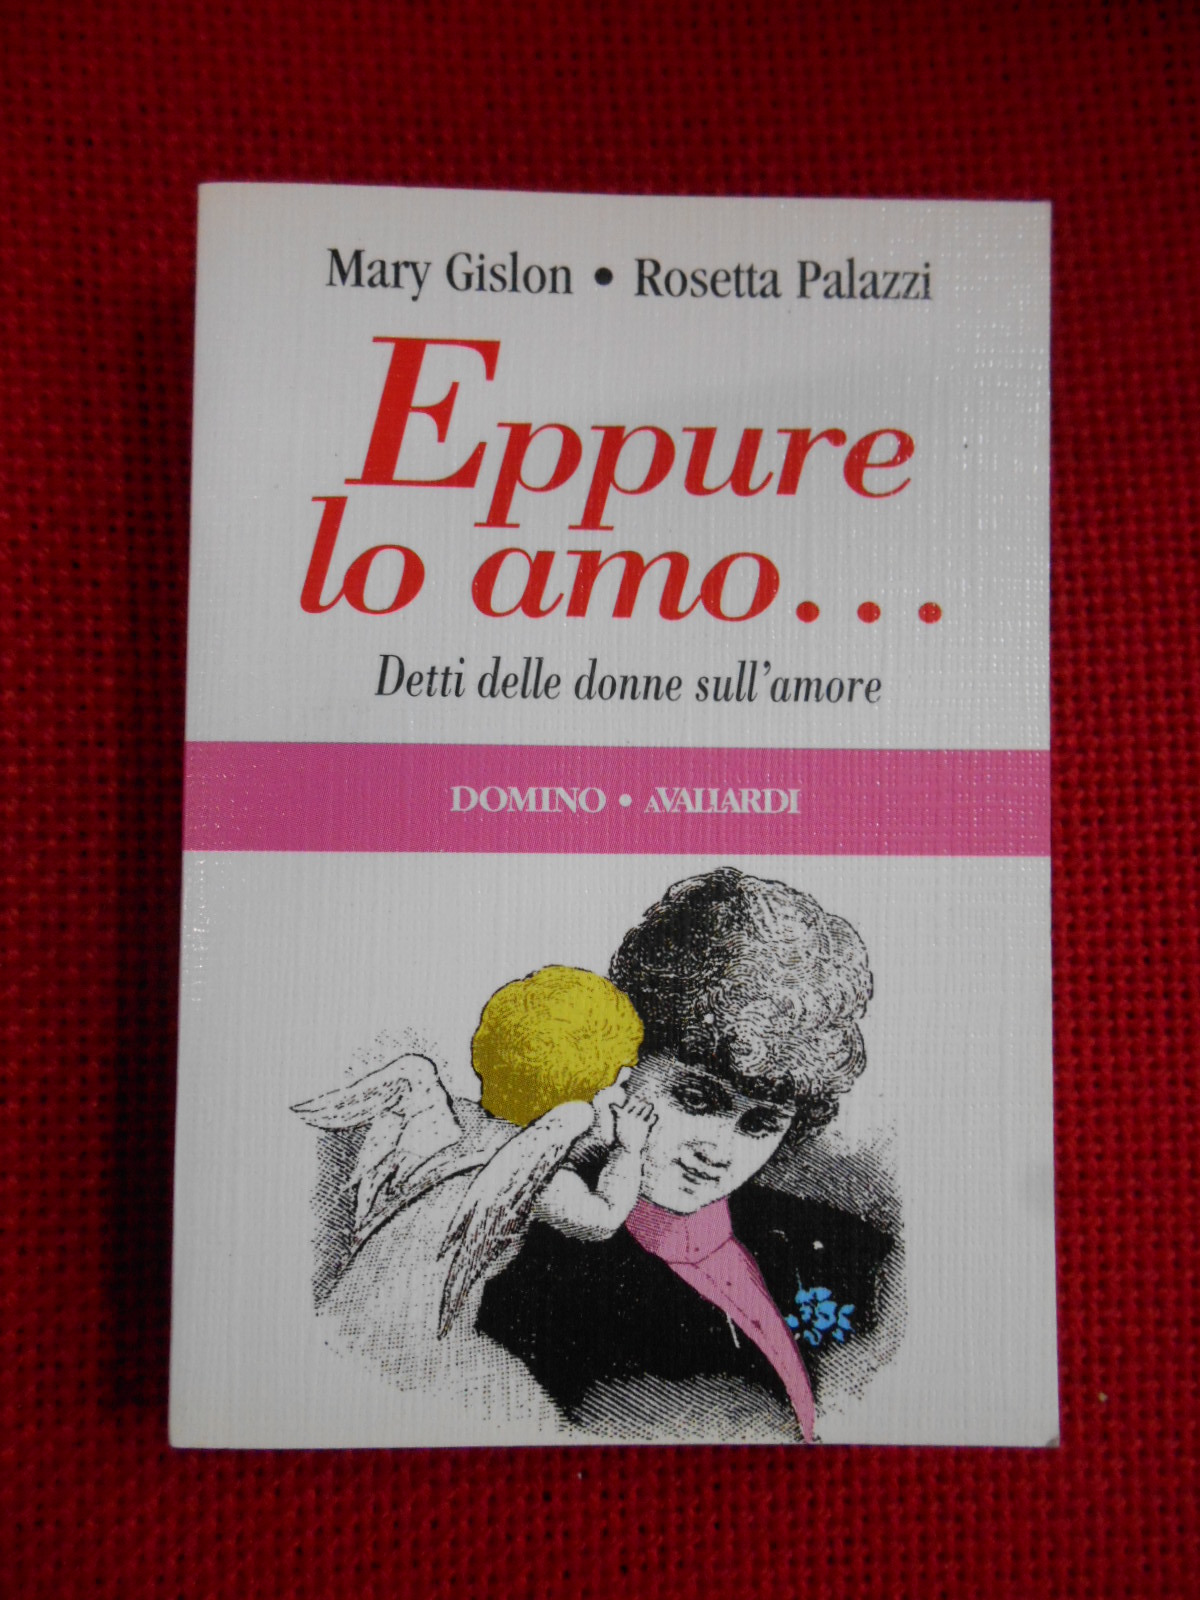 Mary Gislon • Rosetta Palazzi
Eppure
lo amo...
Detti delle donne sull'amore
DOMINO • AVALLARDI